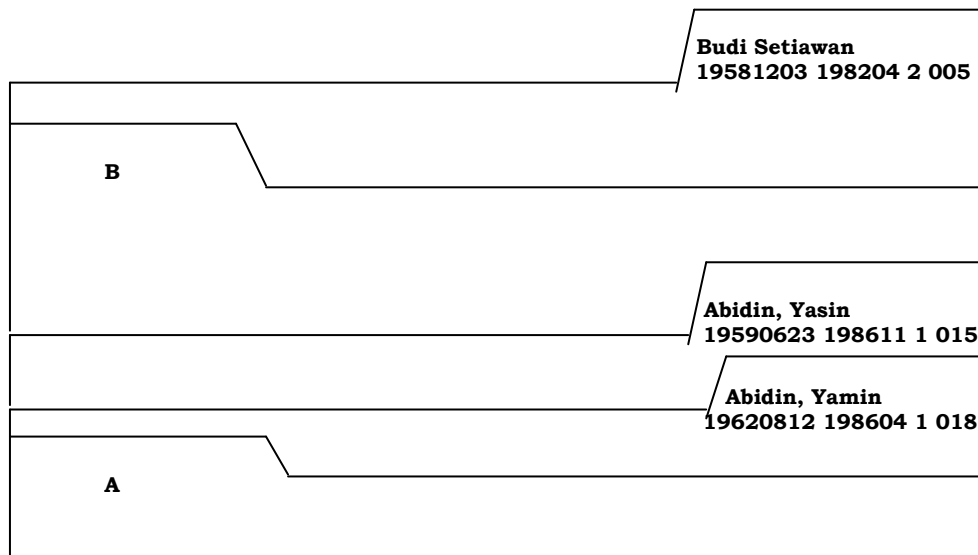 Budi Setiawan
19581203 198204 2 005
B
Abidin, Yasin
19590623 198611 1 015
Abidin, Yamin
19620812 198604 1 018
A